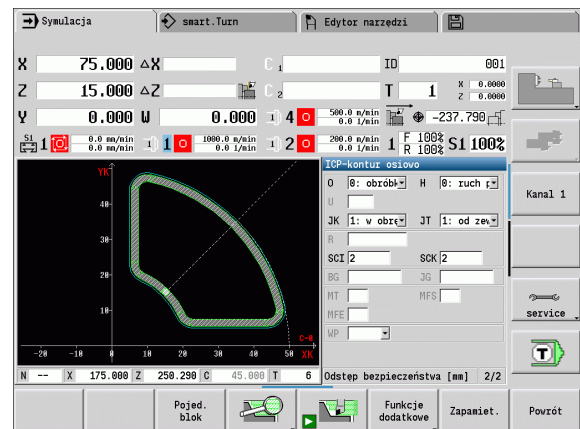 Symulacja smart.Turn Edytor narzędzi
X 75.000 △X C 1 ID 001
Z 15.000 △Z C 2 T 1 X 0.0000 Z 0.0000
Y 0.000 W 0.000 4 500.0 m/min 0.0 1/min -237.790
S1 1 0.0 mm/min 0.0 1/min 1 1000.0 m/min 0.0 1/min 2 200.0 m/min 0.0 1/min 1 F 100% R 100% S1 100%
ICP-kontur osiowo
O 0: obróbk H 0: ruch p
U
JK 1: w obrę JT 1: od zew
R
SCI 2 SCK 2
BG JG
MT MFS
MFE
WP
YK
40
30
20
10
C-0
-20 -10 0 10 20 30 40 50 XK
N -- X 175.000 Z 250.290 C 45.000 T 6
Odstęp bezpieczeństwa [mm] 2/2
Kanal 1
service
T
Pojed. blok
Funkcje dodatkowe
Zapamiet.
Powrót